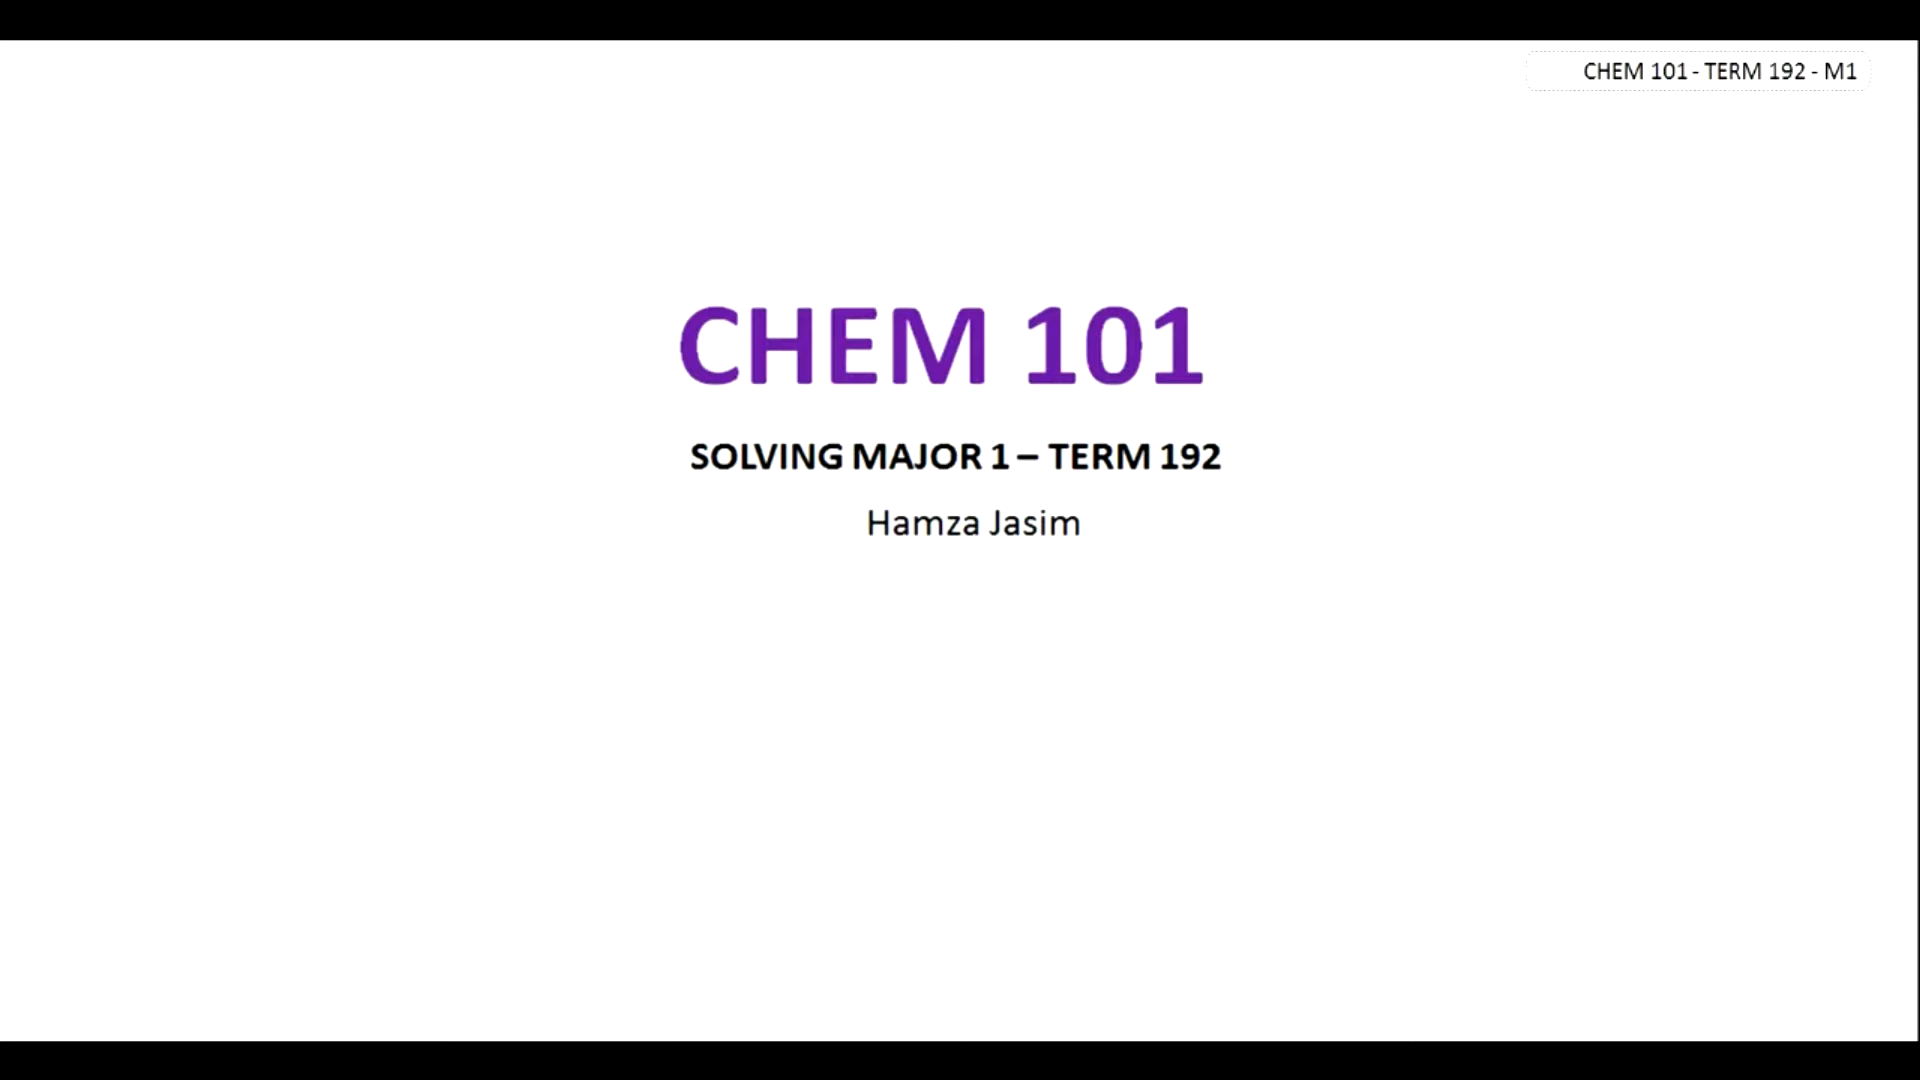 CHEM 101 - TERM 192 - M1
CHEM 101
SOLVING MAJOR 1 – TERM 192
Hamza Jasim